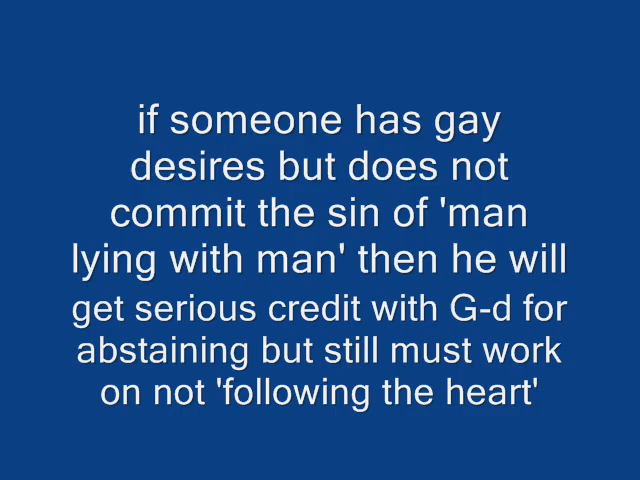 if someone has gay
desires but does not
commit the sin of 'man
lying with man' then he will
get serious credit with G-d for
abstaining but still must work
on not 'following the heart'